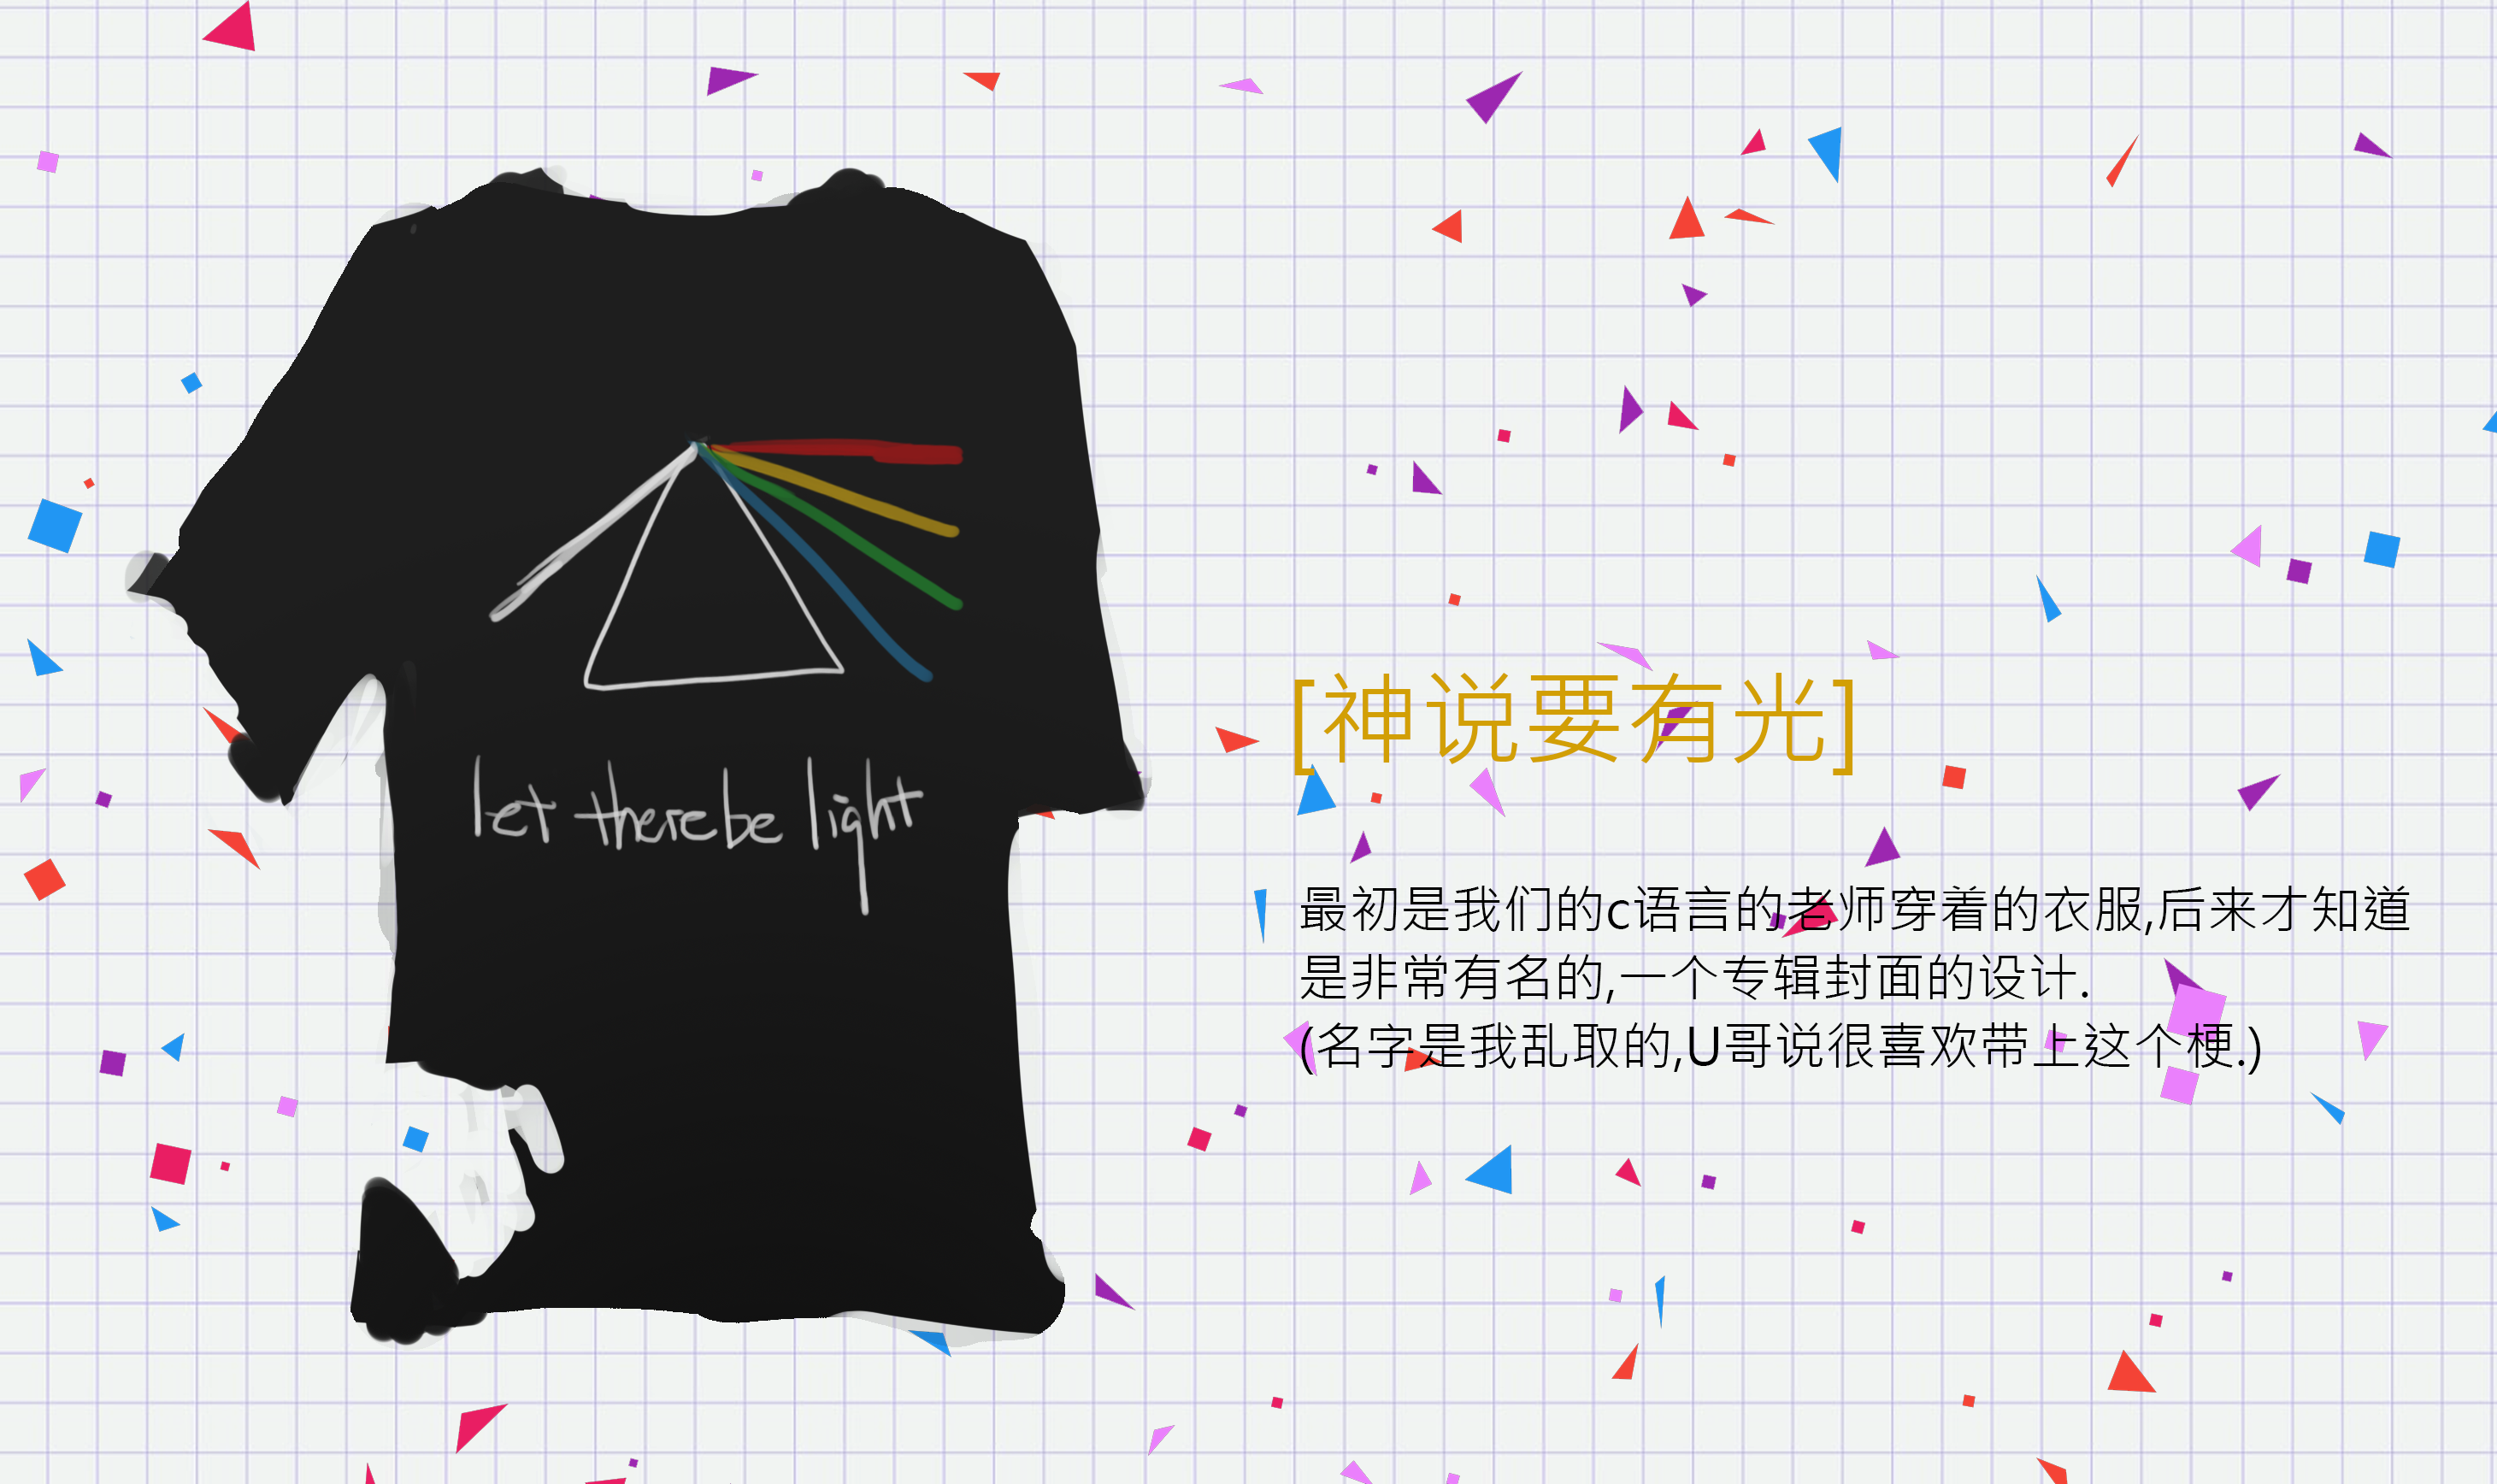 let there be light
[神说要有光]
最初是我们的c语言的老师穿着的衣服,后来才知道
是非常有名的,一个专辑封面的设计.
(名字是我乱取的,U哥说很喜欢带上这个梗.)